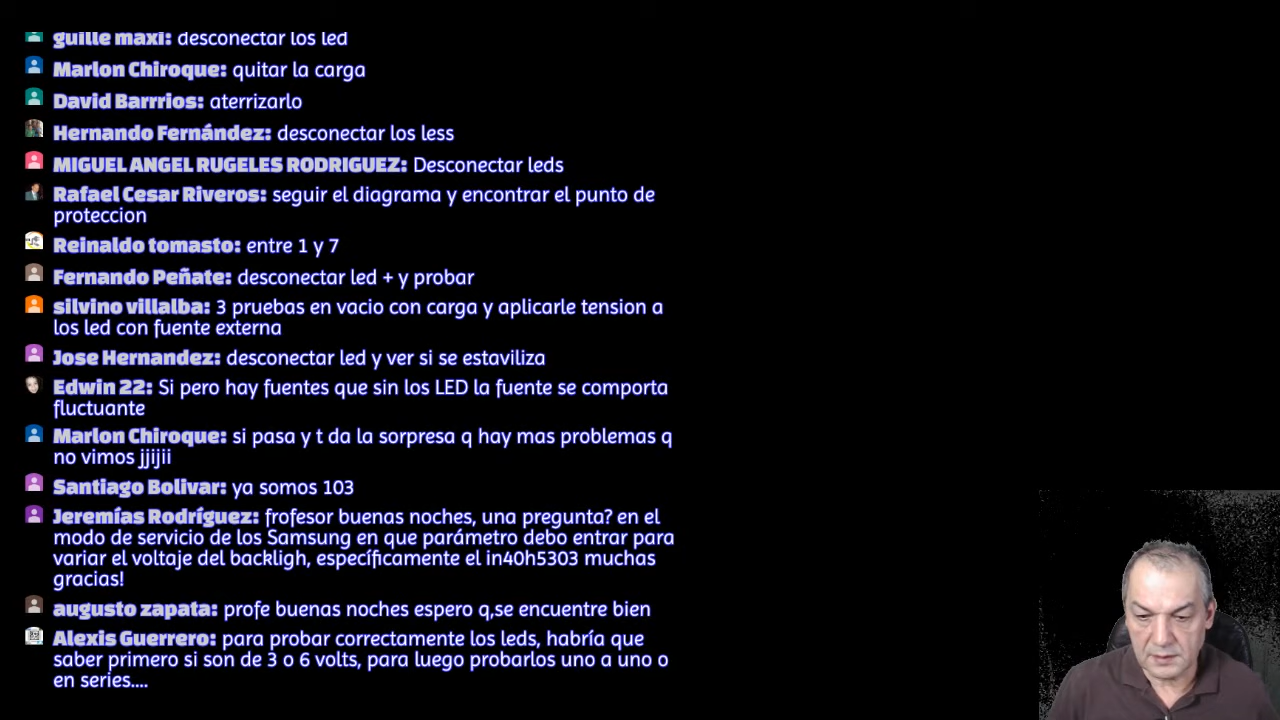 guille maxi: desconectar los led
Marlon Chiroque: quitar la carga
David Barrrios: aterrizarlo
Hernando Fernández: desconectar los less
MIGUEL ANGEL RUGELES RODRIGUEZ: Desconectar leds
Rafael Cesar Riveros: seguir el diagrama y encontrar el punto de
proteccion
Reinaldo tomasto: entre 1 y 7
Fernando Peñate: desconectar led + y probar
silvino villalba: 3 pruebas en vacio con carga y aplicarle tension a
los led con fuente externa
Jose Hernandez: desconectar led y ver si se estaviliza
Edwin 22: Si pero hay fuentes que sin los LED la fuente se comporta
fluctuante
Marlon Chiroque: si pasa y t da la sorpresa q hay mas problemas q
no vimos jjijii
Santiago Bolivar: ya somos 103
Jeremías Rodríguez: frofesor buenas noches, una pregunta? en el
modo de servicio de los Samsung en que parámetro debo entrar para
variar el voltaje del backligh, específicamente el in40h5303 muchas
gracias!
augusto zapata: profe buenas noches espero q,se encuentre bien
Alexis Guerrero: para probar correctamente los leds, habría que
saber primero si son de 3 o 6 volts, para luego probarlos uno a uno o
en series....